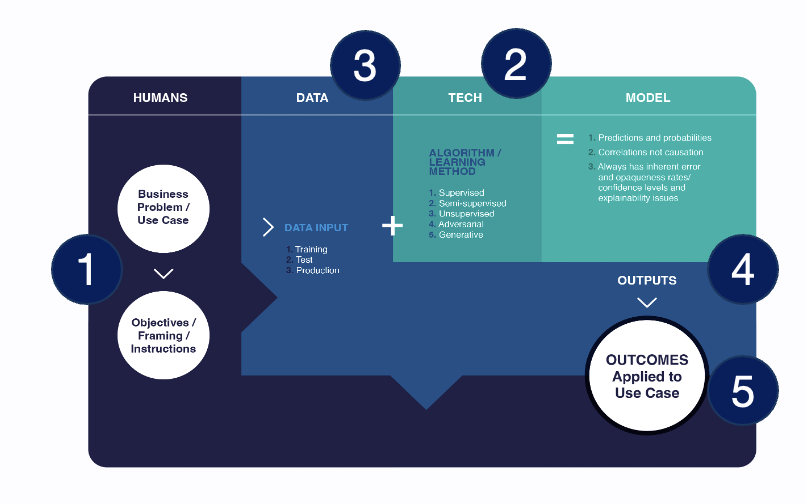 3
2
HUMANS
DATA
TECH
MODEL
Business
Problem /
Use Case
1
Objectives /
Framing /
Instructions
DATA INPUT
1. Training
2. Test
3. Production
+
ALGORITHM /
LEARNING
METHOD
1. Supervised
2. Semi-supervised
3. Unsupervised
4. Adversarial
5. Generative
=
1. Predictions and probabilities
2. Correlations not causation
3. Always has inherent error
and opaqueness rates/
confidence levels and
explainability issues
4
OUTPUTS
OUTCOMES
Applied to
Use Case
5